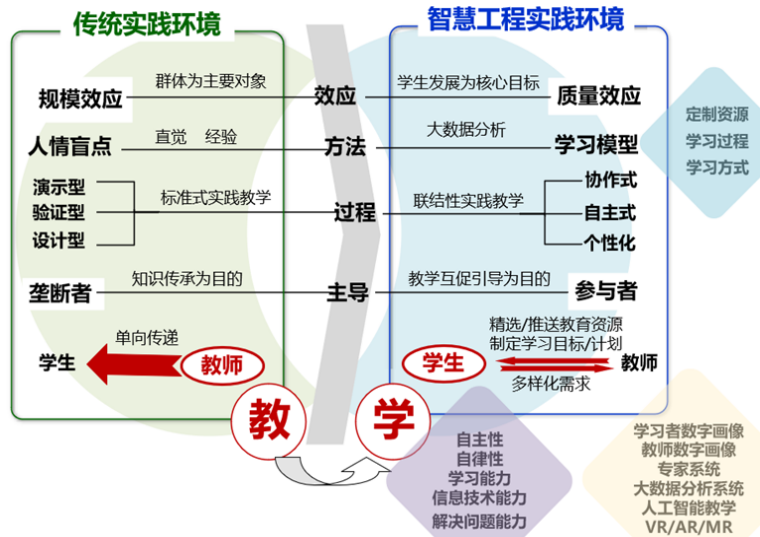 传统实践环境
智慧工程实践环境
规模效应
群体为主要对象
效应
学生发展为核心目标
质量效应
人情盲点
直觉 经验
方法
大数据分析
学习模型
演示型
验证型
设计型
标准式实践教学
过程
联结性实践教学
协作式
自主式
个性化
垄断者
知识传承为目的
主导
教学互促引导为目的
参与者
学生
单向传递
教师
学生
精选/推送教育资源
制定学习目标/计划
多样化需求
教师
教
学
定制资源
学习过程
学习方式
自主性
自律性
学习能力
信息技术能力
解决问题能力
学习者数字画像
教师数字画像
专家系统
大数据分析系统
人工智能教学
VR/AR/MR